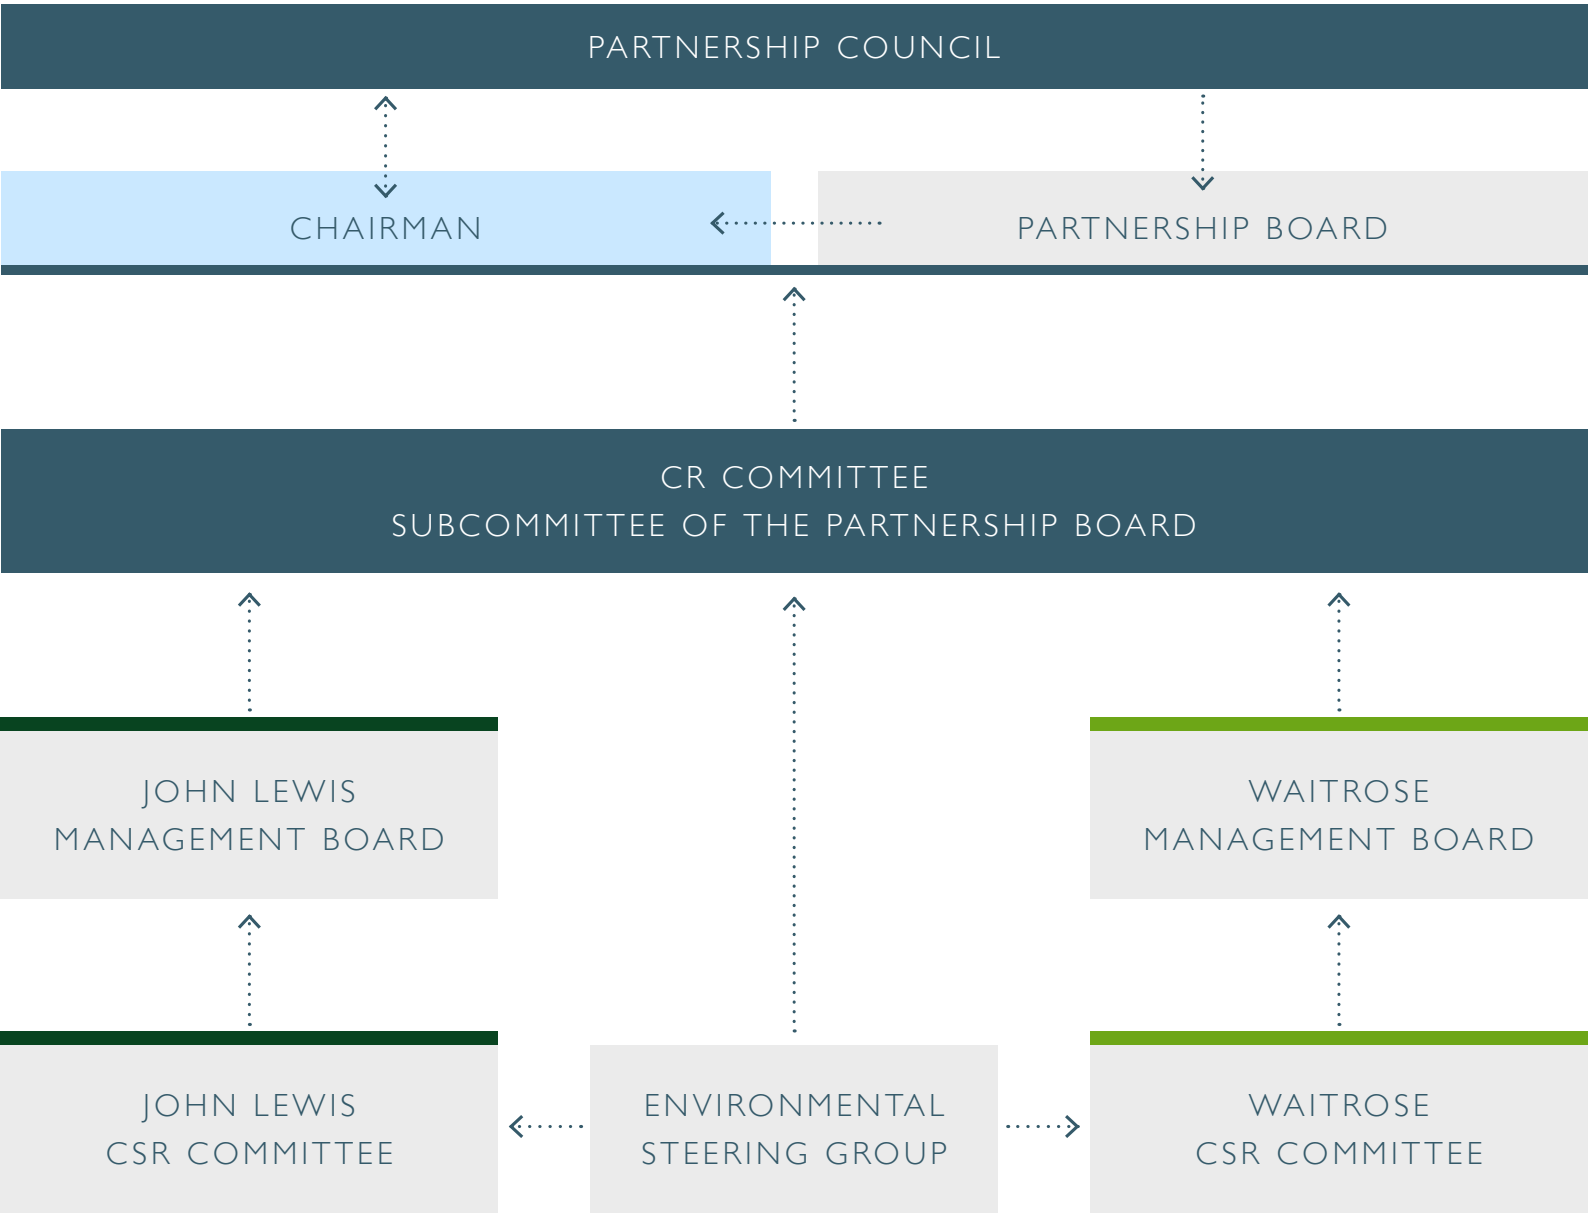 PARTNERSHIP COUNCIL
CHAIRMAN
PARTNERSHIP BOARD
CR COMMITTEE
SUBCOMMITTEE OF THE PARTNERSHIP BOARD
JOHN LEWIS
MANAGEMENT BOARD
WAITROSE
MANAGEMENT BOARD
JOHN LEWIS
CSR COMMITTEE
ENVIRONMENTAL
STEERING GROUP
WAITROSE
CSR COMMITTEE